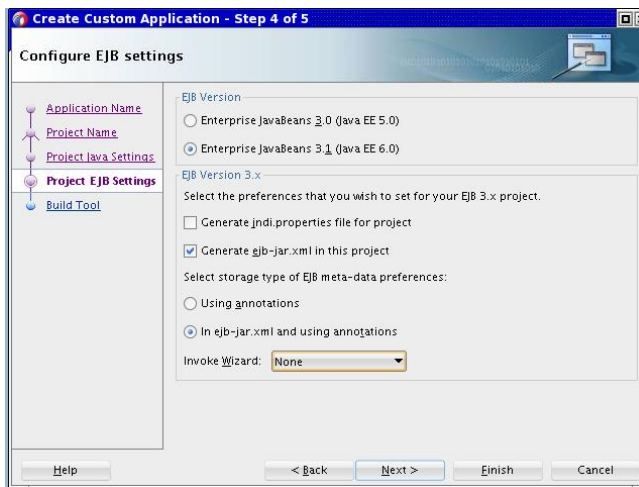 Create Custom Application - Step 4 of 5
Configure EJB settings
Application Name
Project Name
Project Java Settings
Project EJB Settings
Build Tool
EJB Version
Enterprise JavaBeans 3.0 (Java EE 5.0)
Enterprise JavaBeans 3.1 (Java EE 6.0)
EJB Version 3.x
Select the preferences that you wish to set for your EJB 3.x project.
Generate jndi.properties file for project
Generate ejb-jar.xml in this project
Select storage type of EJB meta-data preferences:
Using annotations
In ejb-jar.xml and using annotations
Invoke Wizard: None
Help
< Back
Next >
Finish
Cancel